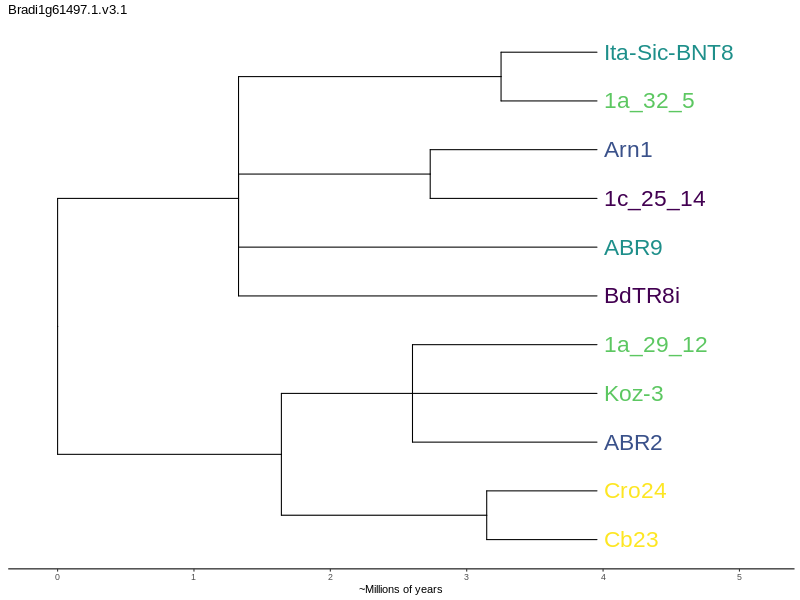 Bradi1g61497.1.v3.1
Ita-Sic-BNT8
1a_32_5
Arn1
1c_25_14
ABR9
BdTR8i
1a_29_12
Koz-3
ABR2
Cro24
Cb23
0 1 2 3 4 5
~Millions of years